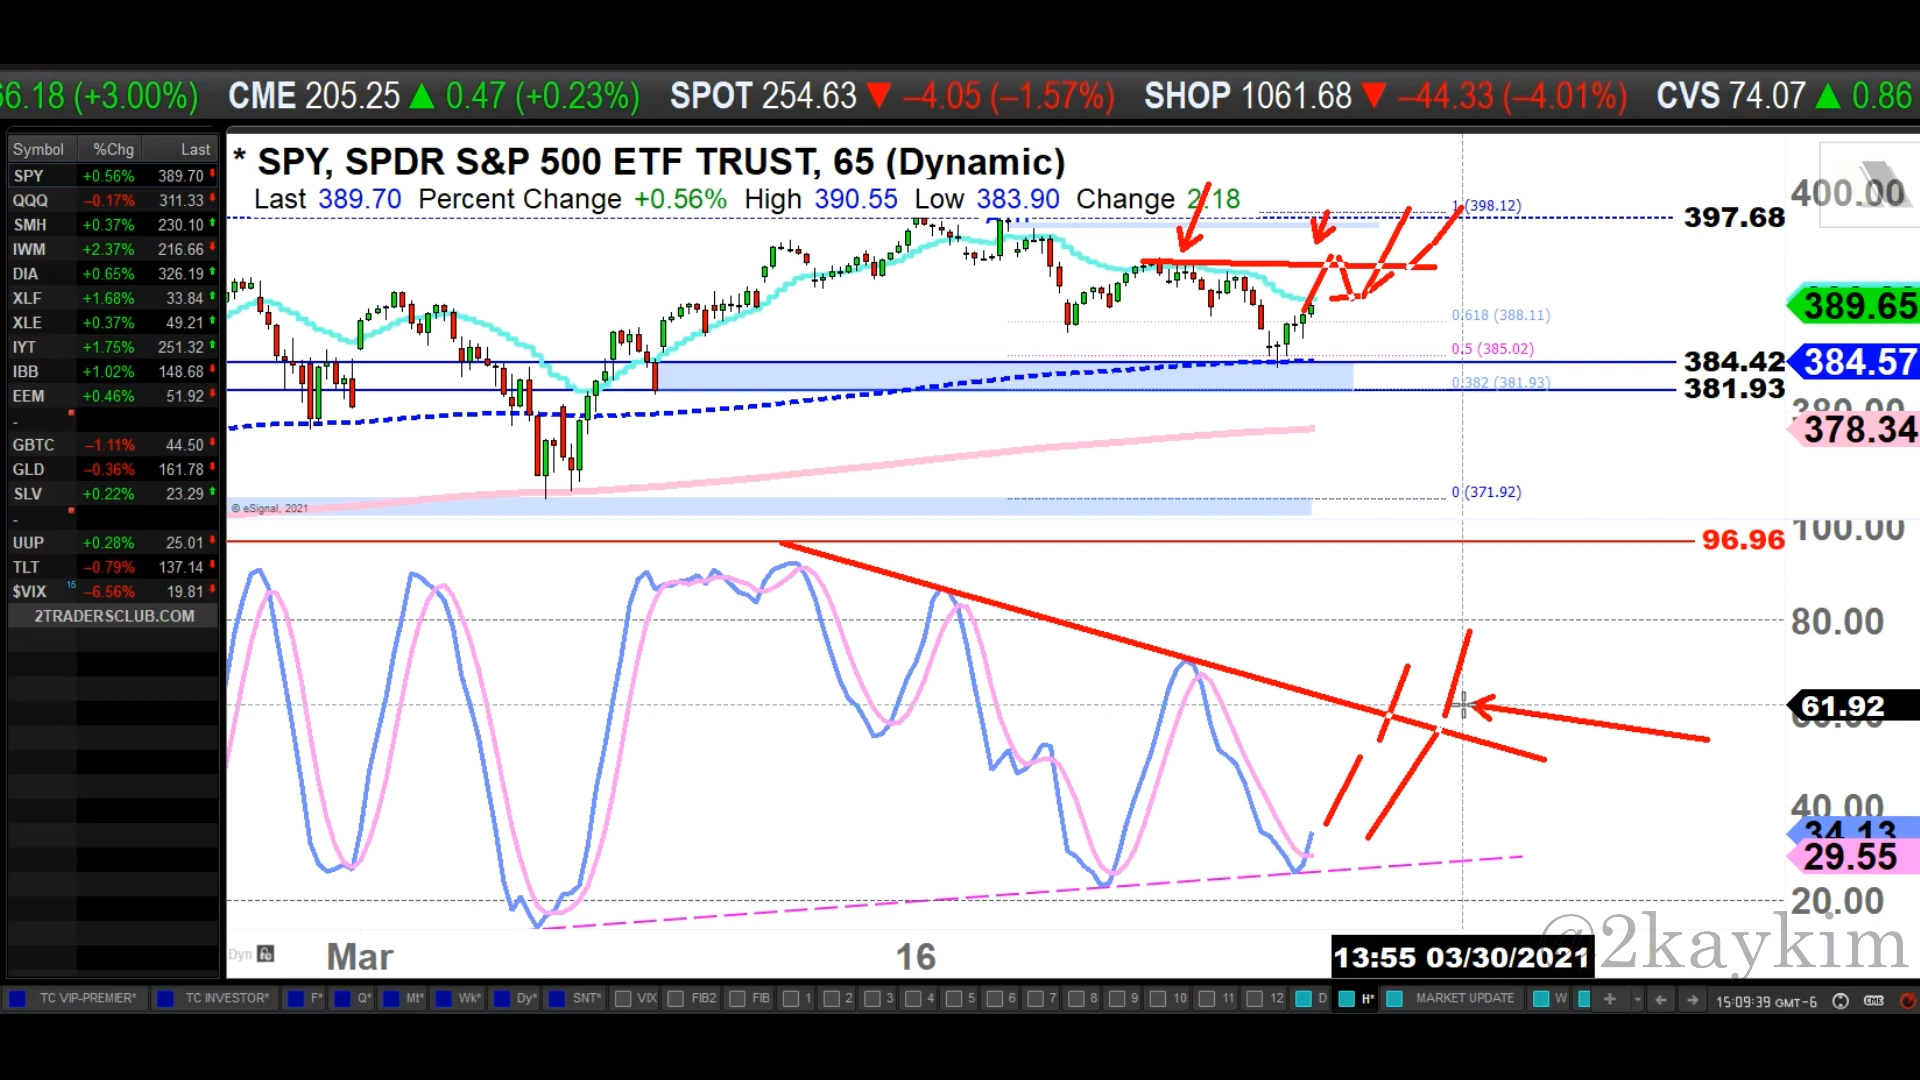 66.18 (+3.00%) CME 205.25 ▲ 0.47 (+0.23%) SPOT 254.63 ▼ –4.05 (–1.57%) SHOP 1061.68 ▼ –44.33 (–4.01%) CVS 74.07 ▲ 0.86
Symbol %Chg Last
SPY +0.56% 389.70
QQQ –0.17% 311.33
SMH +0.37% 230.10
IWM +2.37% 216.66
DIA +0.65% 326.19
XLF +1.68% 33.84
XLE +0.37% 49.21
IYT +1.75% 251.32
IBB +1.02% 148.68
EEM +0.46% 51.92
-
GBTC –1.11% 44.50
GLD –0.36% 161.78
SLV +0.22% 23.29
-
UUP +0.28% 25.01
TLT –0.79% 137.14
$VIX 15 –6.56% 19.81
2TRADERSCLUB.COM
* SPY, SPDR S&P 500 ETF TRUST, 65 (Dynamic)
Last 389.70 Percent Change +0.56% High 390.55 Low 383.90 Change 2.18
1 (398.12)
0.618 (388.11)
0.5 (385.02)
0.382 (381.93)
0 (371.92)
400.00
397.68
389.65
384.42 384.57
381.93
380.00
378.34
© eSignal, 2021
100.00
96.96
80.00
61.92
40.00
34.13
29.55
20.00
@2kaykim
Dyn Mar 16 13:55 03/30/2021
TC VIP-PREMIER* TC INVESTOR* F* Q* Mt* Wk* Dy* SNT* VIX FIB2 FIB 1 2 3 4 5 6 7 8 9 10 11 12 D H* MARKET UPDATE W 15:09:39 GMT-6